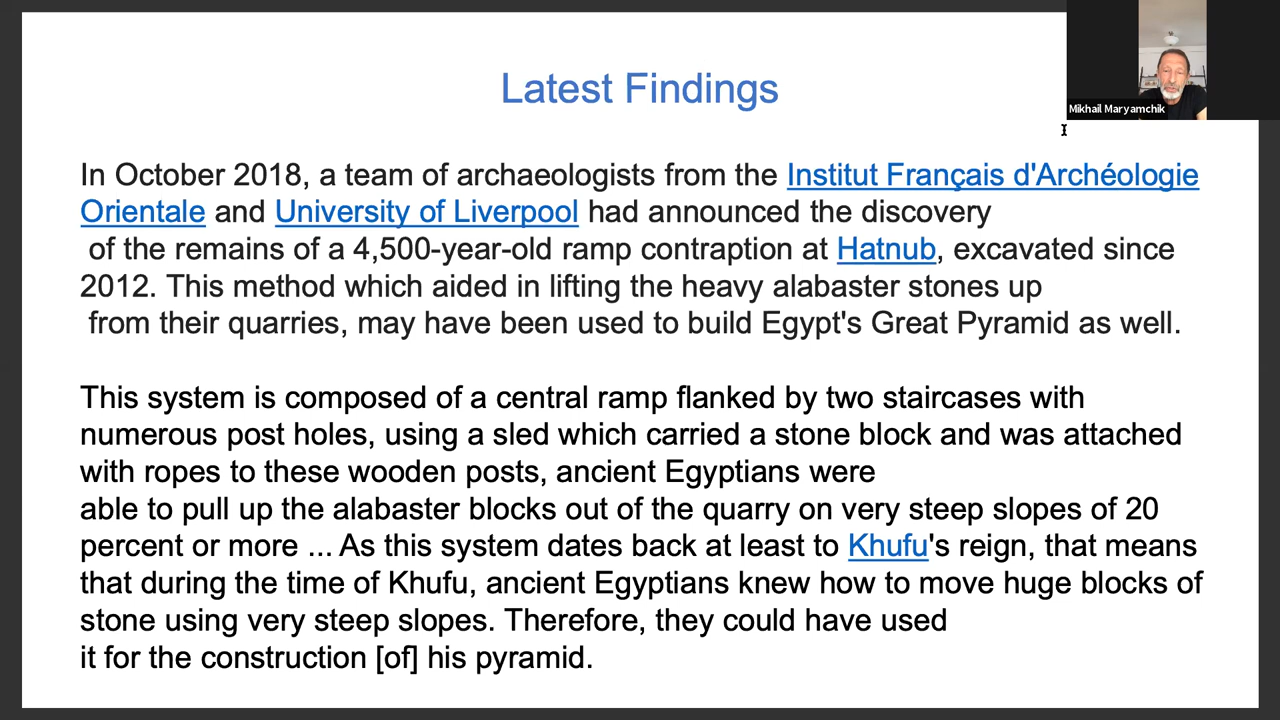 Latest Findings
Mikhail Maryamchik
In October 2018, a team of archaeologists from the Institut Français d'Archéologie
Orientale and University of Liverpool had announced the discovery
of the remains of a 4,500-year-old ramp contraption at Hatnub, excavated since
2012. This method which aided in lifting the heavy alabaster stones up
from their quarries, may have been used to build Egypt's Great Pyramid as well.
This system is composed of a central ramp flanked by two staircases with
numerous post holes, using a sled which carried a stone block and was attached
with ropes to these wooden posts, ancient Egyptians were
able to pull up the alabaster blocks out of the quarry on very steep slopes of 20
percent or more ... As this system dates back at least to Khufu's reign, that means
that during the time of Khufu, ancient Egyptians knew how to move huge blocks of
stone using very steep slopes. Therefore, they could have used
it for the construction [of] his pyramid.